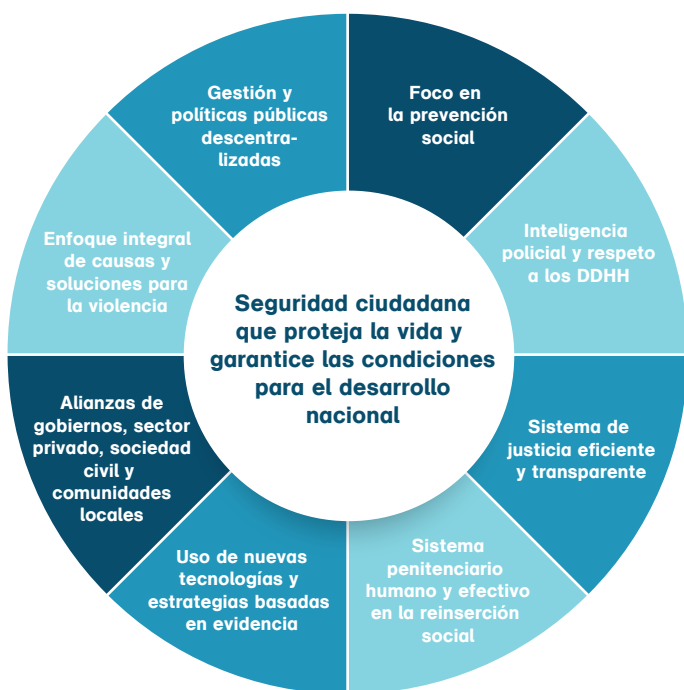 Gestión y
políticas públicas
descentra-
lizadas
Foco en
la prevención
social
Inteligencia
policial y respeto
a los DDHH
Sistema de
justicia eficiente
y transparente
Sistema
penitenciario
humano y efectivo
en la reinserción
social
Uso de nuevas
tecnologías y
estrategias basadas
en evidencia
Alianzas de
gobiernos, sector
privado, sociedad
civil y
comunidades
locales
Enfoque integral
de causas y
soluciones para
la violencia
Seguridad ciudadana
que proteja la vida y
garantice las condiciones
para el desarrollo
nacional